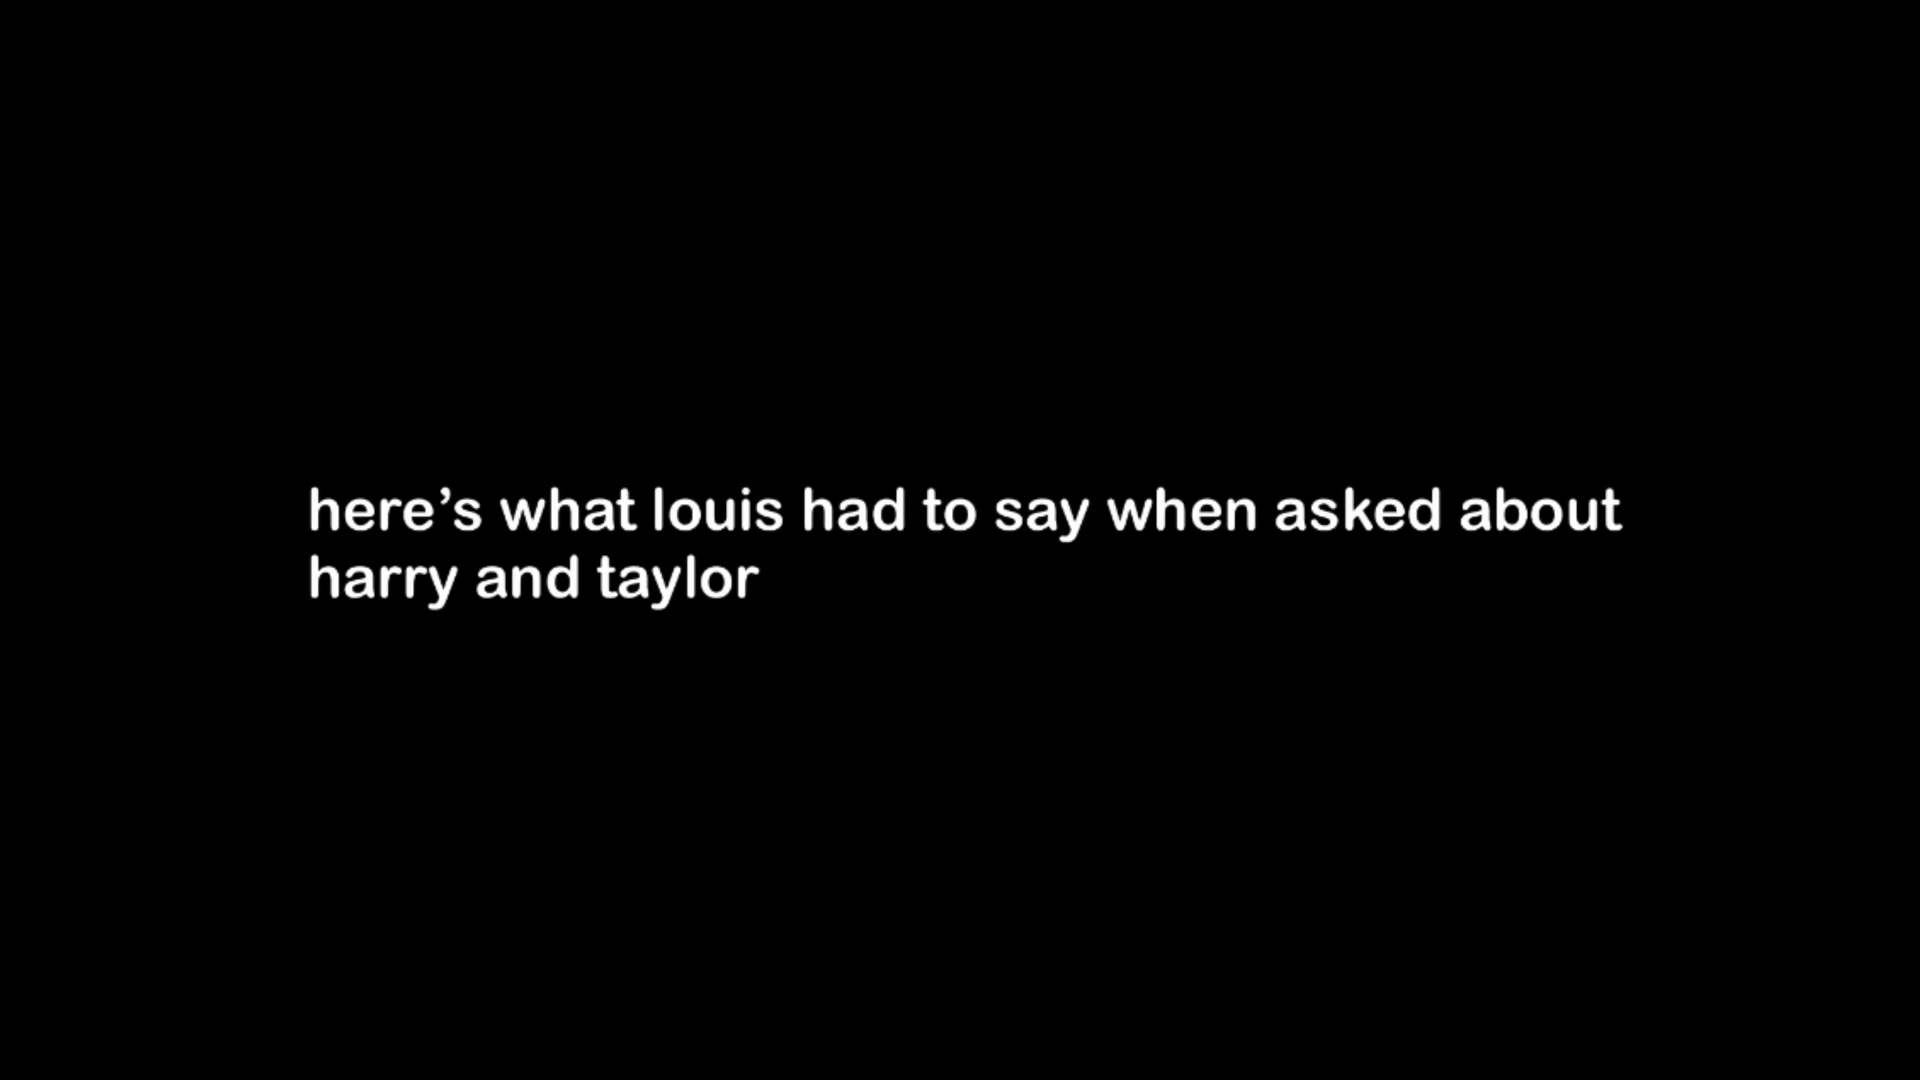 here’s what louis had to say when asked about
harry and taylor